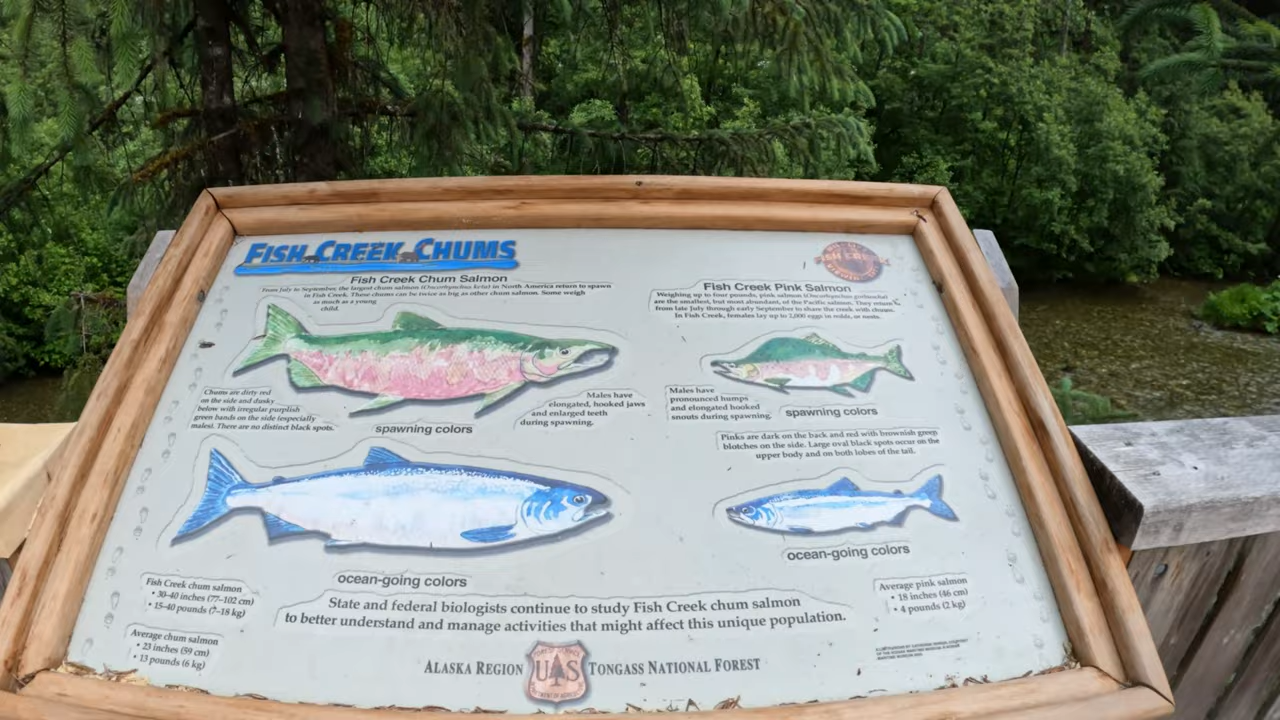 FISH CREEK CHUMS
Fish Creek Chum Salmon
From July to September, the largest chum salmon (Oncorhynchus keta) in North America return to spawn
in Fish Creek. These chums can be twice as big as other chum salmon. Some weigh
as much as a young
child.
Chums are dirty red
on the side and dusky
below with irregular purplish
green bands on the side (especially
males). There are no distinct black spots.
spawning colors
Males have
elongated, hooked jaws
and enlarged teeth
during spawning.
ocean-going colors
Fish Creek chum salmon
• 30-40 inches (77-102 cm)
• 15-40 pounds (7-18 kg)
Average chum salmon
• 23 inches (59 cm)
• 13 pounds (6 kg)
Fish Creek Pink Salmon
Weighing up to four pounds, pink salmon (Oncorhynchus gorbuscha)
are the smallest, but most abundant, of the Pacific salmon. They return
from late July through early September to share the creek with chums.
In Fish Creek, females lay up to 2,000 eggs in redds, or nests.
Males have
pronounced humps
and elongated hooked
snouts during spawning.
spawning colors
Pinks are dark on the back and red with brownish green
blotches on the side. Large oval black spots occur on the
upper body and on both lobes of the tail.
ocean-going colors
Average pink salmon
• 18 inches (46 cm)
• 4 pounds (2 kg)
State and federal biologists continue to study Fish Creek chum salmon
to better understand and manage activities that might affect this unique population.
ALASKA REGION
UAS
TONGASS NATIONAL FOREST